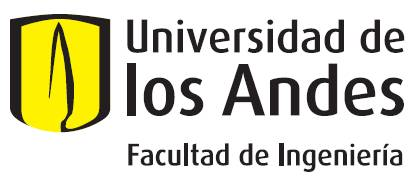 Universidad de
los Andes
Facultad de Ingeniería